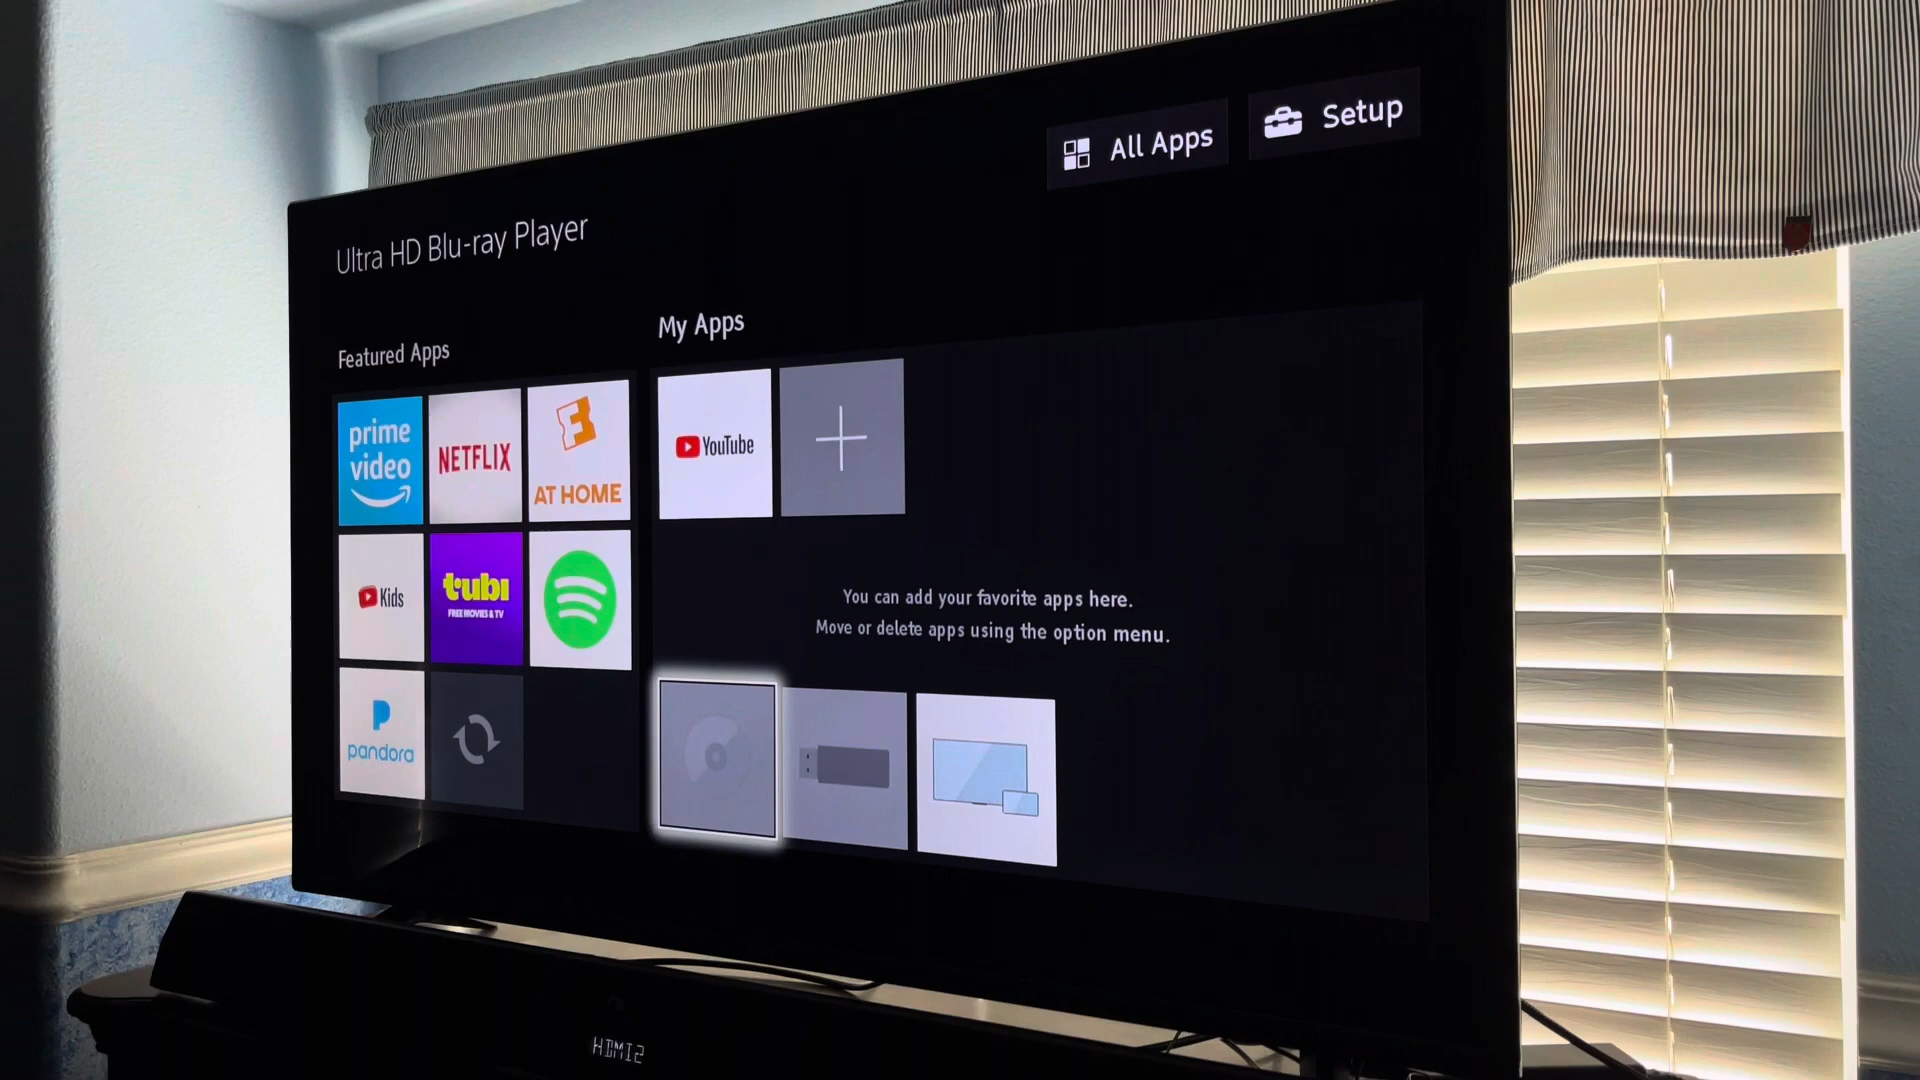 All Apps
Setup
Ultra HD Blu-ray Player
Featured Apps
My Apps
prime video
NETFLIX
AT HOME
YouTube
Kids
tubi
FREE MOVIES & TV
You can add your favorite apps here.
Move or delete apps using the option menu.
pandora
HDMI2